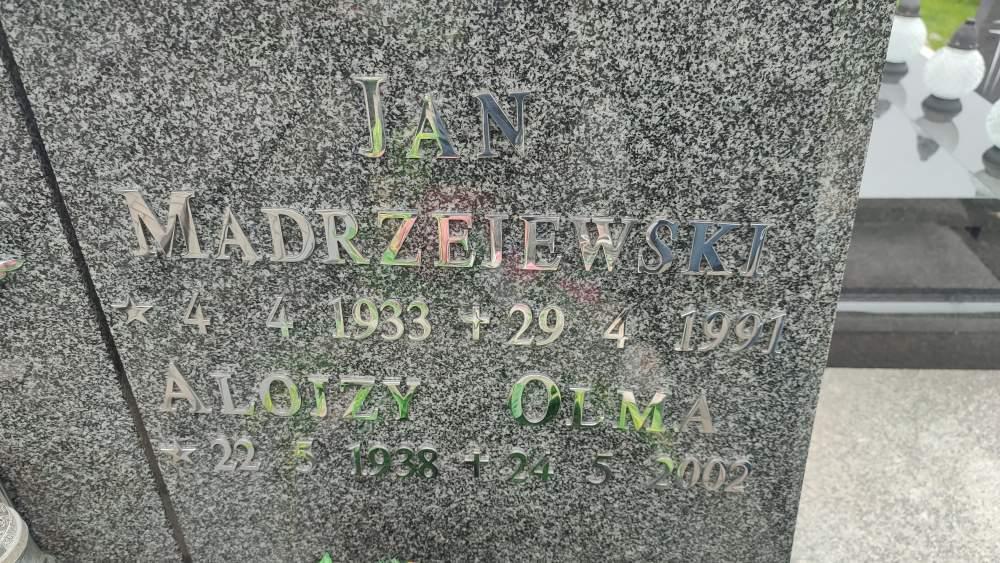 JAN
MADRZEJEWSKI
★ 4 4 1933 + 29 4 1991
ALOJZY OLMA
★ 22 5 1938 + 24 5 2002